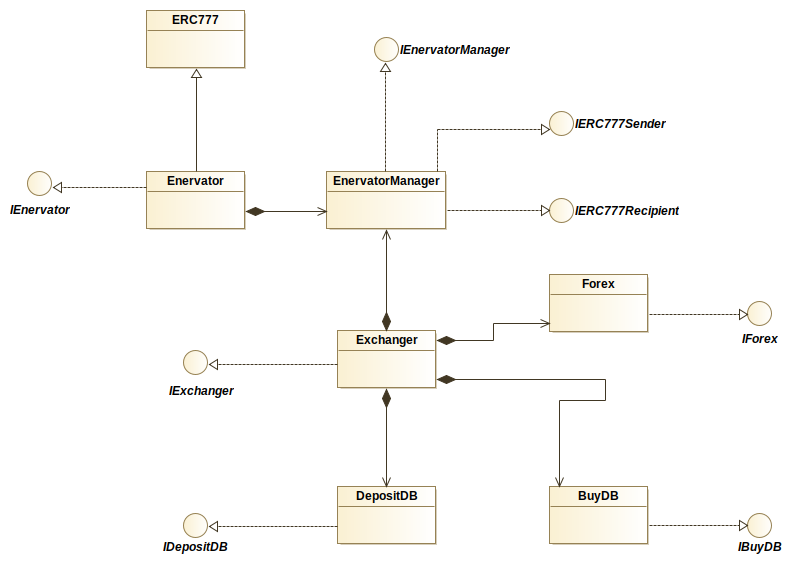 ERC777
IEnervatorManager
IERC777Sender
Enervator
EnervatorManager
IEnervator
IERC777Recipient
Forex
Exchanger
IForex
IExchanger
DepositDB
BuyDB
IDepositDB
IBuyDB